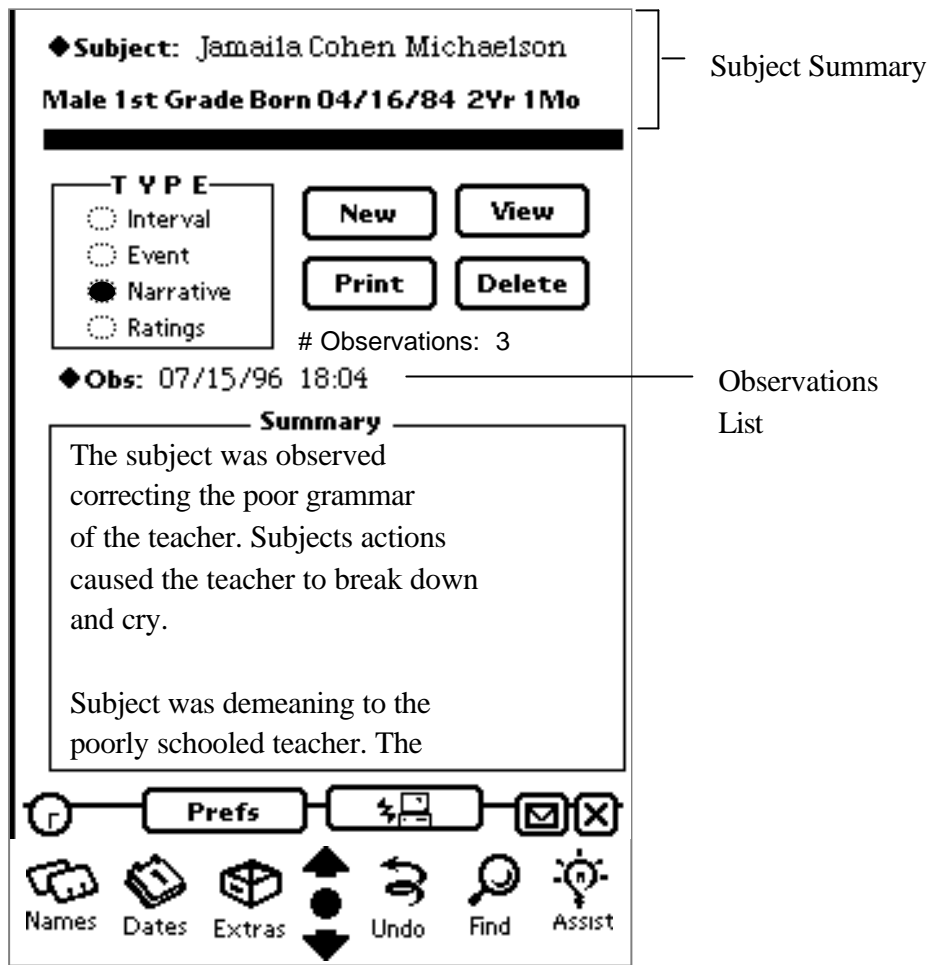 ◆Subject: Jamaila Cohen Michaelson
Subject Summary
Male 1st Grade Born 04/16/84 2Yr 1Mo
TYPE
Interval
Event
Narrative
Ratings
New
View
Print
Delete
# Observations: 3
◆Obs: 07/15/96 18:04
Observations
List
Summary
The subject was observed
correcting the poor grammar
of the teacher. Subjects actions
caused the teacher to break down
and cry.
Subject was demeaning to the
poorly schooled teacher. The
Prefs
Names
Dates
Extras
Undo
Find
Assist